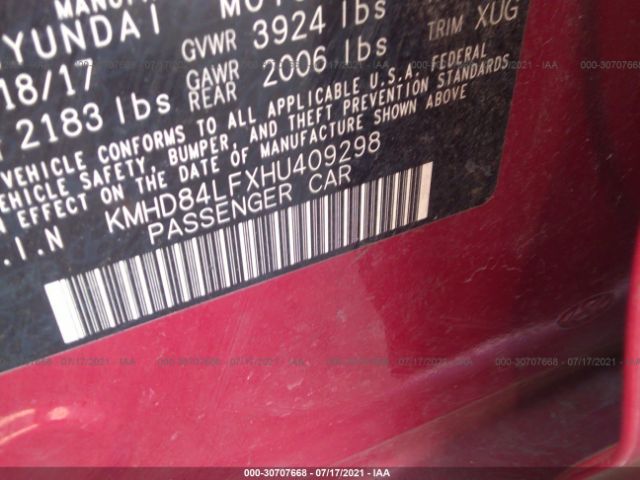 MANUF
HYUNDAI MOTO
18/17 GVWR 3924 lbs
2183 lbs GAWR REAR 2006 lbs TRIM XUG
VEHICLE CONFORMS TO ALL APPLICABLE U.S.A. FEDERAL
VEHICLE SAFETY, BUMPER, AND THEFT PREVENTION STANDARDS
EFFECT ON THE DATE OF MANUFACTURE SHOWN ABOVE
V.I.N KMHD84LFXHU409298
PASSENGER CAR
000-30707668 - 07/17/2021 - IAA